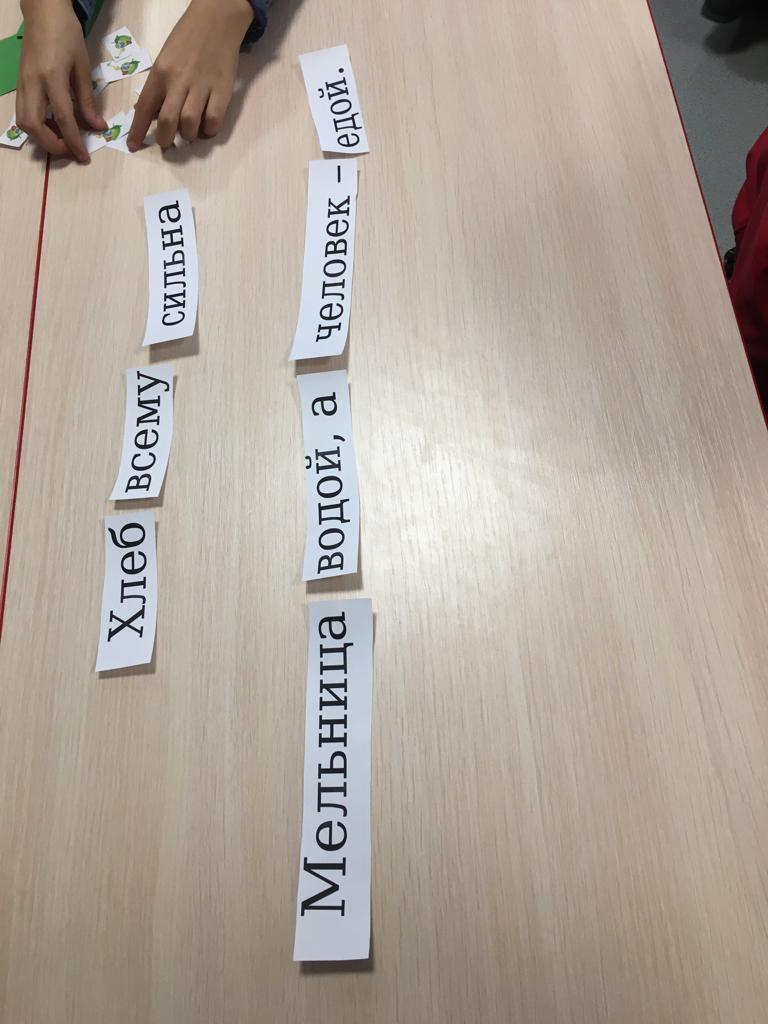 Хлеб всему сильна
Мельница водой, а человек – едой.